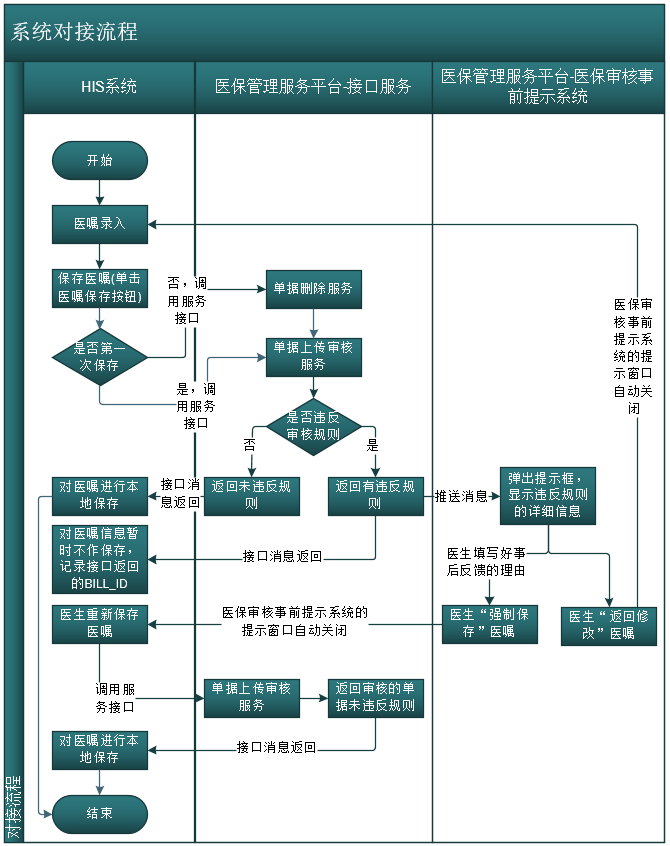 系统对接流程
HIS系统
医保管理服务平台-接口服务
医保管理服务平台-医保审核事
前提示系统
开始
医嘱录入
保存医嘱(单击
医嘱保存按钮)
否，调
用服务
接口
单据删除服务
是否第一
次保存
单据上传审核
服务
是，调
用服务
接口
是否违反
审核规则
否
是
医保审
核事前
提示系
统的提
示窗口
自动关
闭
对医嘱进行本
地保存
接口消
息返回
返回未违反规
则
返回有违反规
则
推送消息
弹出提示框，
显示违反规则
的详细信息
对医嘱信息暂
时不作保存，
记录接口返回
的BILL_ID
接口消息返回
医生填写好事
后反馈的理由
医生重新保存
医嘱
医保审核事前提示系统的
提示窗口自动关闭
医生“强制保
存”医嘱
医生“返回修
改”医嘱
调用服
务接口
单据上传审核
服务
返回审核的单
据未违反规则
对医嘱进行本
地保存
接口消息返回
结束
对接流程